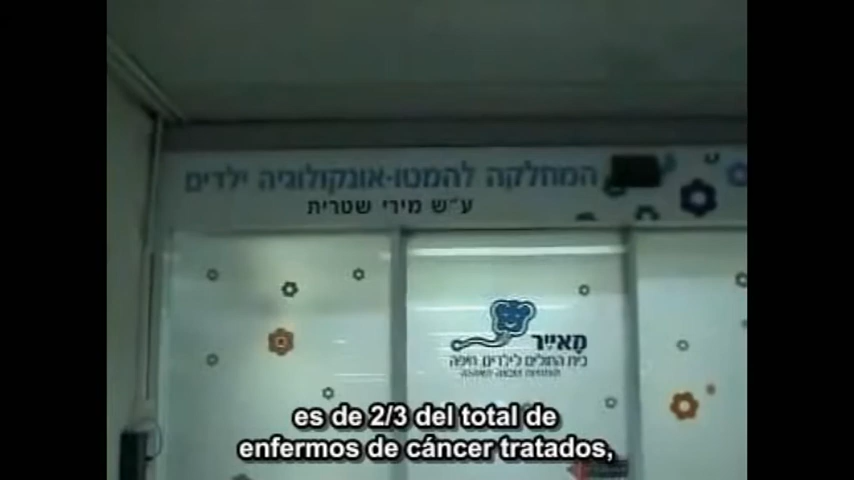 המחלקה להמטו-אונקולוגיה ילדים
ע״ש מירי שטרית
מאייר
בית החולים לילדים, חיפה
es de 2/3 del total de
enfermos de cáncer tratados,